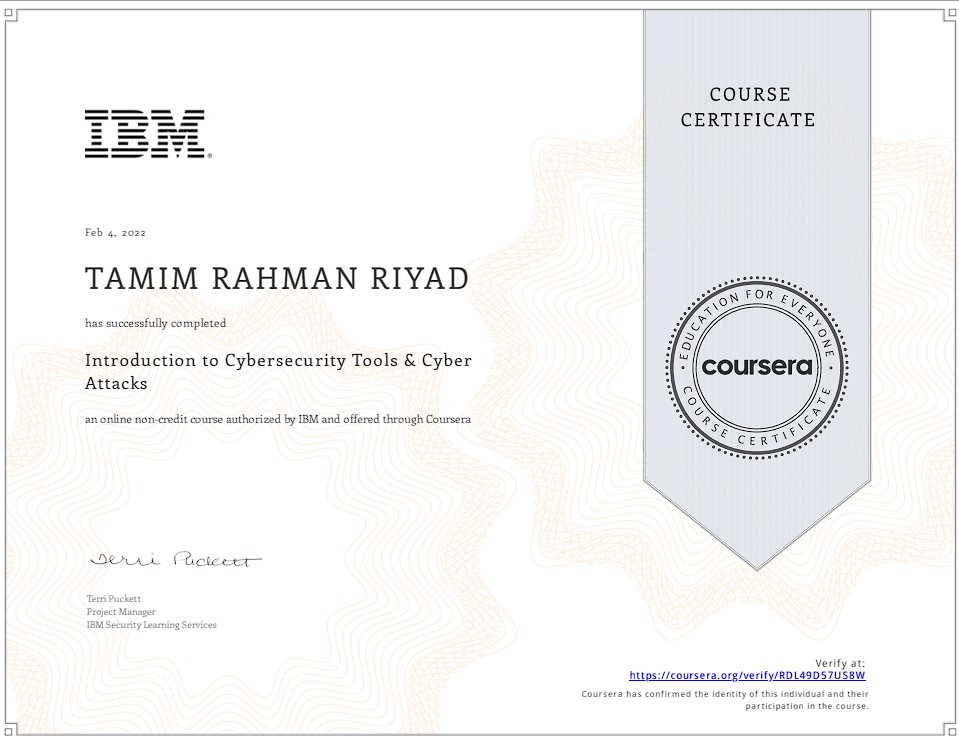 COURSE
CERTIFICATE
IBM®
Feb 4, 2022
TAMIM RAHMAN RIYAD
has successfully completed
Introduction to Cybersecurity Tools & Cyber
Attacks
an online non-credit course authorized by IBM and offered through Coursera
EDUCATION FOR EVERYONE
coursera
COURSE CERTIFICATE
Terri Puckett
Terri Puckett
Project Manager
IBM Security Learning Services
Verify at:
https://coursera.org/verify/RDL49D57US8W
Coursera has confirmed the identity of this individual and their
participation in the course.